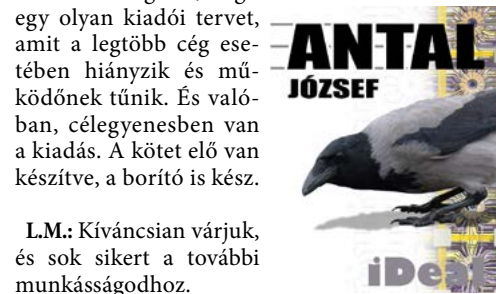 egy olyan kiadói tervet,
amit a legtöbb cég ese-
tében hiányzik és mű-
ködőnek tűnik. És való-
ban, célegyenesben van
a kiadás. A kötet elő van
készítve, a borító is kész.
L.M.: Kíváncsian várjuk,
és sok sikert a további
munkásságodhoz.
ANTAL
JÓZSEF